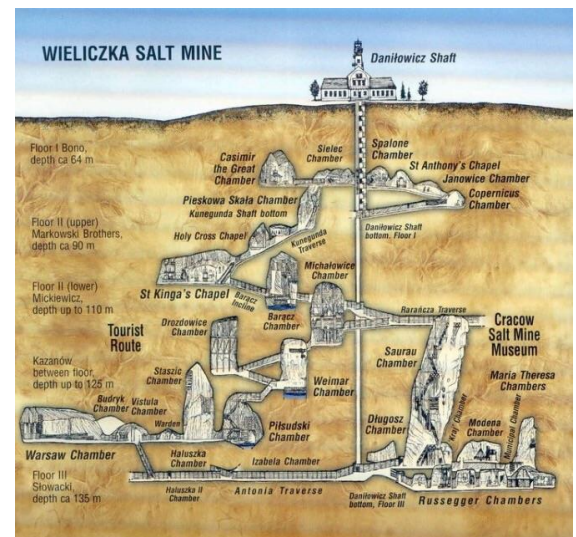 WIELICZKA SALT MINE
Daniłowicz Shaft
Floor I Bono,
depth ca 64 m
Casimir
the Great
Chamber
Sielec
Chamber
Spalone
Chamber
St Anthony's Chapel
Janowice Chamber
Copernicus
Chamber
Pieskowa Skała Chamber
Kunegunda Shaft bottom
Floor II (upper)
Markowski Brothers,
depth ca 90 m
Holy Cross Chapel
Kunegunda
Traverse
Daniłowicz Shaft
bottom, Floor I
Michałowice
Chamber
Floor II (lower)
Mickiewicz,
depth up to 110 m
St Kinga's Chapel
Barącz
Incline
Barącz
Chamber
Rarańcza Traverse
Tourist
Route
Drozdowice
Chamber
Cracow
Salt Mine
Museum
Saurau
Chamber
Kazanów
between floor,
depth up to 125 m
Staszic
Chamber
Weimar
Chamber
Maria Theresa
Chambers
Budryk
Chamber
Vistula
Chamber
Warden
Piłsudski
Chamber
Długosz
Chamber
Kraj Chamber
Modena
Chamber
Municipal Chamber
Warsaw Chamber
Haluszka
Chamber
Izabela Chamber
Floor III
Słowacki,
depth ca 135 m
Haluszka II
Chamber
Antonia Traverse
Daniłowicz Shaft
bottom, Floor III
Russegger Chambers